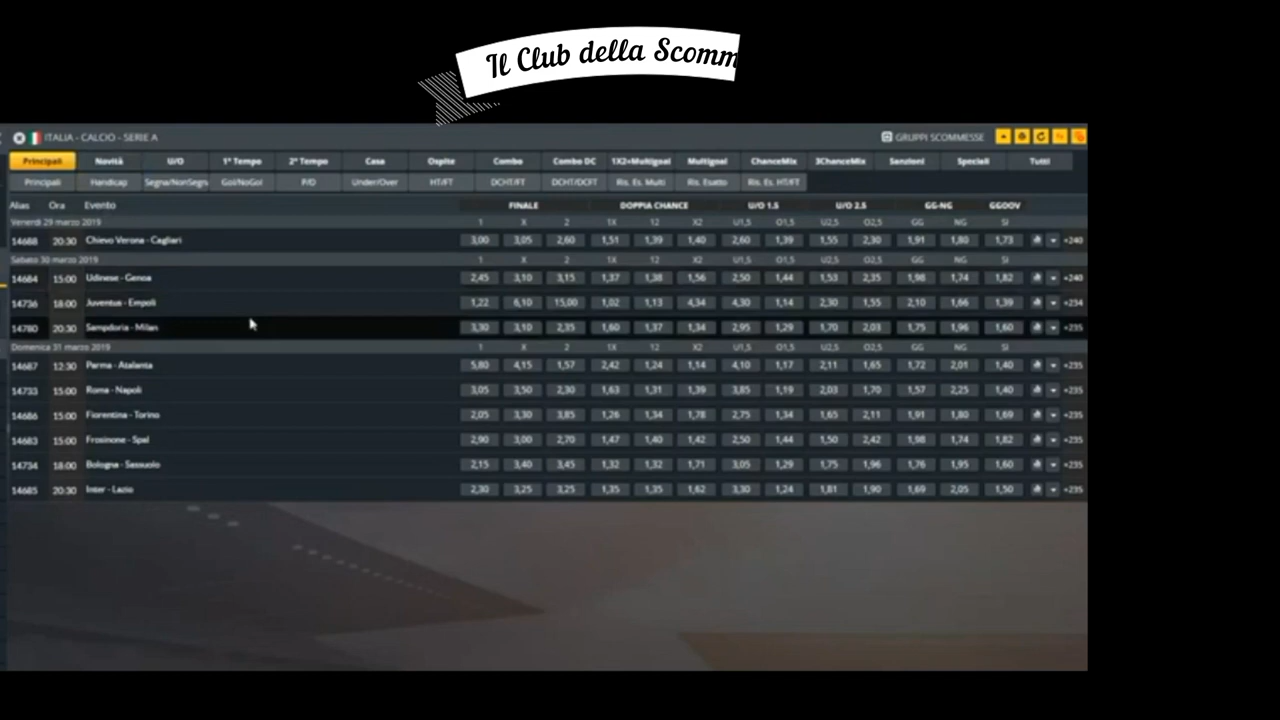 Il Club della Scomm
ITALIA - CALCIO - SERIE A GRUPPI SCOMMESSE
Principali Novità U/O 1° Tempo 2° Tempo Casa Ospite Combo Combo DC 1X2+Multigoal Multigoal ChanceMix 3ChanceMix Sanzioni Speciali Tutti
Principali Handicap Segna/NonSegna Gol/NoGol P/D Under/Over HT/FT DCHT/FT DCHT/DCFT Ris. Es. Multi Ris. Esatto Ris. Es. HT/FT
Alias Ora Evento FINALE DOPPIA CHANCE U/O 1.5 U/O 2.5 GG-NG GGOOV
Venerdì 29 marzo 2019 1 X 2 1X 12 X2 U1,5 O1,5 U2,5 O2,5 GG NG SI
14688 20:30 Chievo Verona - Cagliari 3,00 3,05 2,60 1,51 1,39 1,40 2,60 1,39 1,55 2,30 1,91 1,80 1,73 +240
Sabato 30 marzo 2019 1 X 2 1X 12 X2 U1,5 O1,5 U2,5 O2,5 GG NG SI
14684 15:00 Udinese - Genoa 2,45 3,10 3,15 1,37 1,38 1,56 2,50 1,44 1,53 2,35 1,98 1,74 1,82 +240
14736 18:00 Juventus - Empoli 1,22 6,10 15,00 1,02 1,13 4,34 4,30 1,14 2,30 1,55 2,10 1,66 1,39 +234
14780 20:30 Sampdoria - Milan 3,30 3,10 2,35 1,60 1,37 1,34 2,95 1,29 1,70 2,03 1,75 1,96 1,60 +235
Domenica 31 marzo 2019 1 X 2 1X 12 X2 U1,5 O1,5 U2,5 O2,5 GG NG SI
14687 12:30 Parma - Atalanta 5,80 4,15 1,57 2,42 1,24 1,14 4,10 1,17 2,11 1,65 1,72 2,01 1,40 +235
14733 15:00 Roma - Napoli 3,05 3,50 2,30 1,63 1,31 1,39 3,85 1,19 2,03 1,70 1,57 2,25 1,40 +235
14686 15:00 Fiorentina - Torino 2,05 3,30 3,85 1,26 1,34 1,78 2,75 1,34 1,65 2,11 1,91 1,80 1,69 +235
14683 15:00 Frosinone - Spal 2,90 3,00 2,70 1,47 1,40 1,42 2,50 1,44 1,50 2,42 1,98 1,74 1,82 +235
14734 18:00 Bologna - Sassuolo 2,15 3,40 3,45 1,32 1,32 1,71 3,05 1,29 1,75 1,96 1,76 1,95 1,60 +235
14685 20:30 Inter - Lazio 2,30 3,25 3,25 1,35 1,35 1,62 3,30 1,24 1,81 1,90 1,69 2,05 1,50 +235